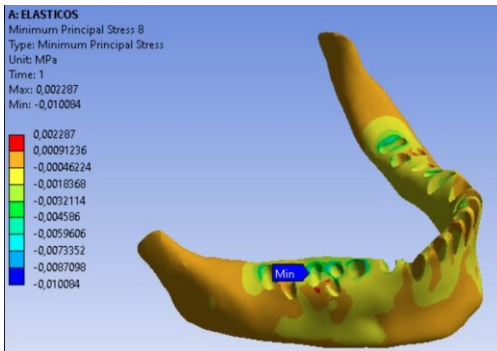 A: ELASTICOS
Minimum Principal Stress 8
Type: Minimum Principal Stress
Unit: MPa
Time: 1
Max: 0,002287
Min: -0,010084
0,002287
0,00091236
-0,00046224
-0,0018368
-0,0032114
-0,004586
-0,0059606
-0,0073352
-0,0087098
-0,010084
Min